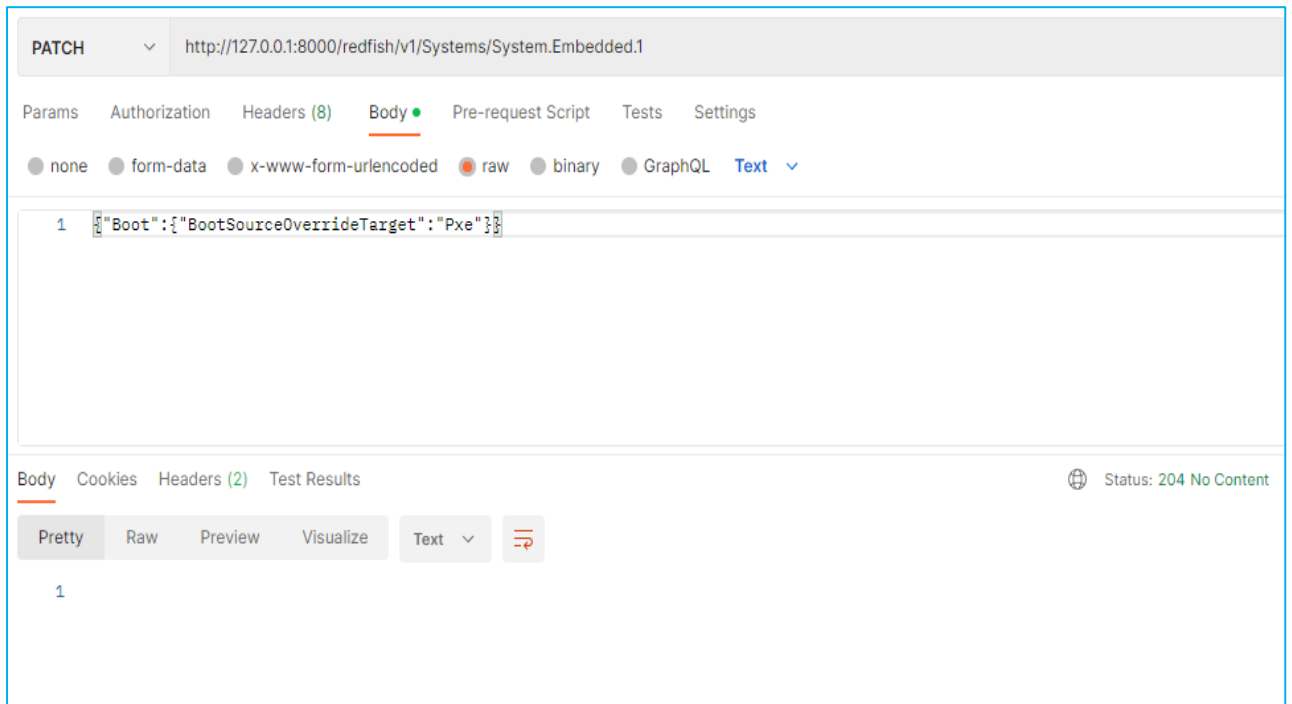 PATCH http://127.0.0.1:8000/redfish/v1/Systems/System.Embedded.1
Params Authorization Headers (8) Body Pre-request Script Tests Settings
none form-data x-www-form-urlencoded raw binary GraphQL Text
1 {"Boot":{"BootSourceOverrideTarget":"Pxe"}}
Body Cookies Headers (2) Test Results Status: 204 No Content
Pretty Raw Preview Visualize Text
1